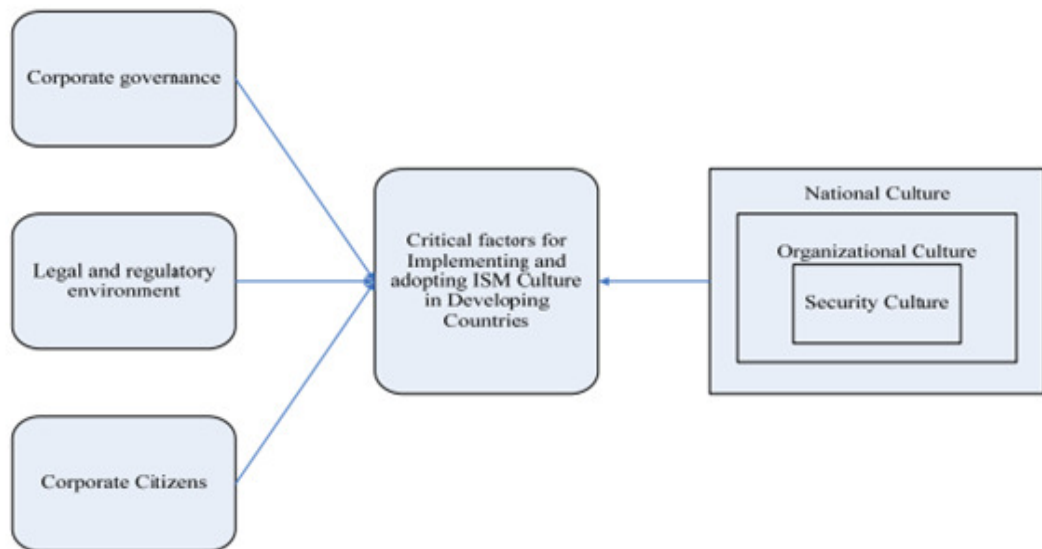 Corporate governance
Legal and regulatory
environment
Corporate Citizens
Critical factors for
Implementing and
adopting ISM Culture
in Developing
Countries
National Culture
Organizational Culture
Security Culture